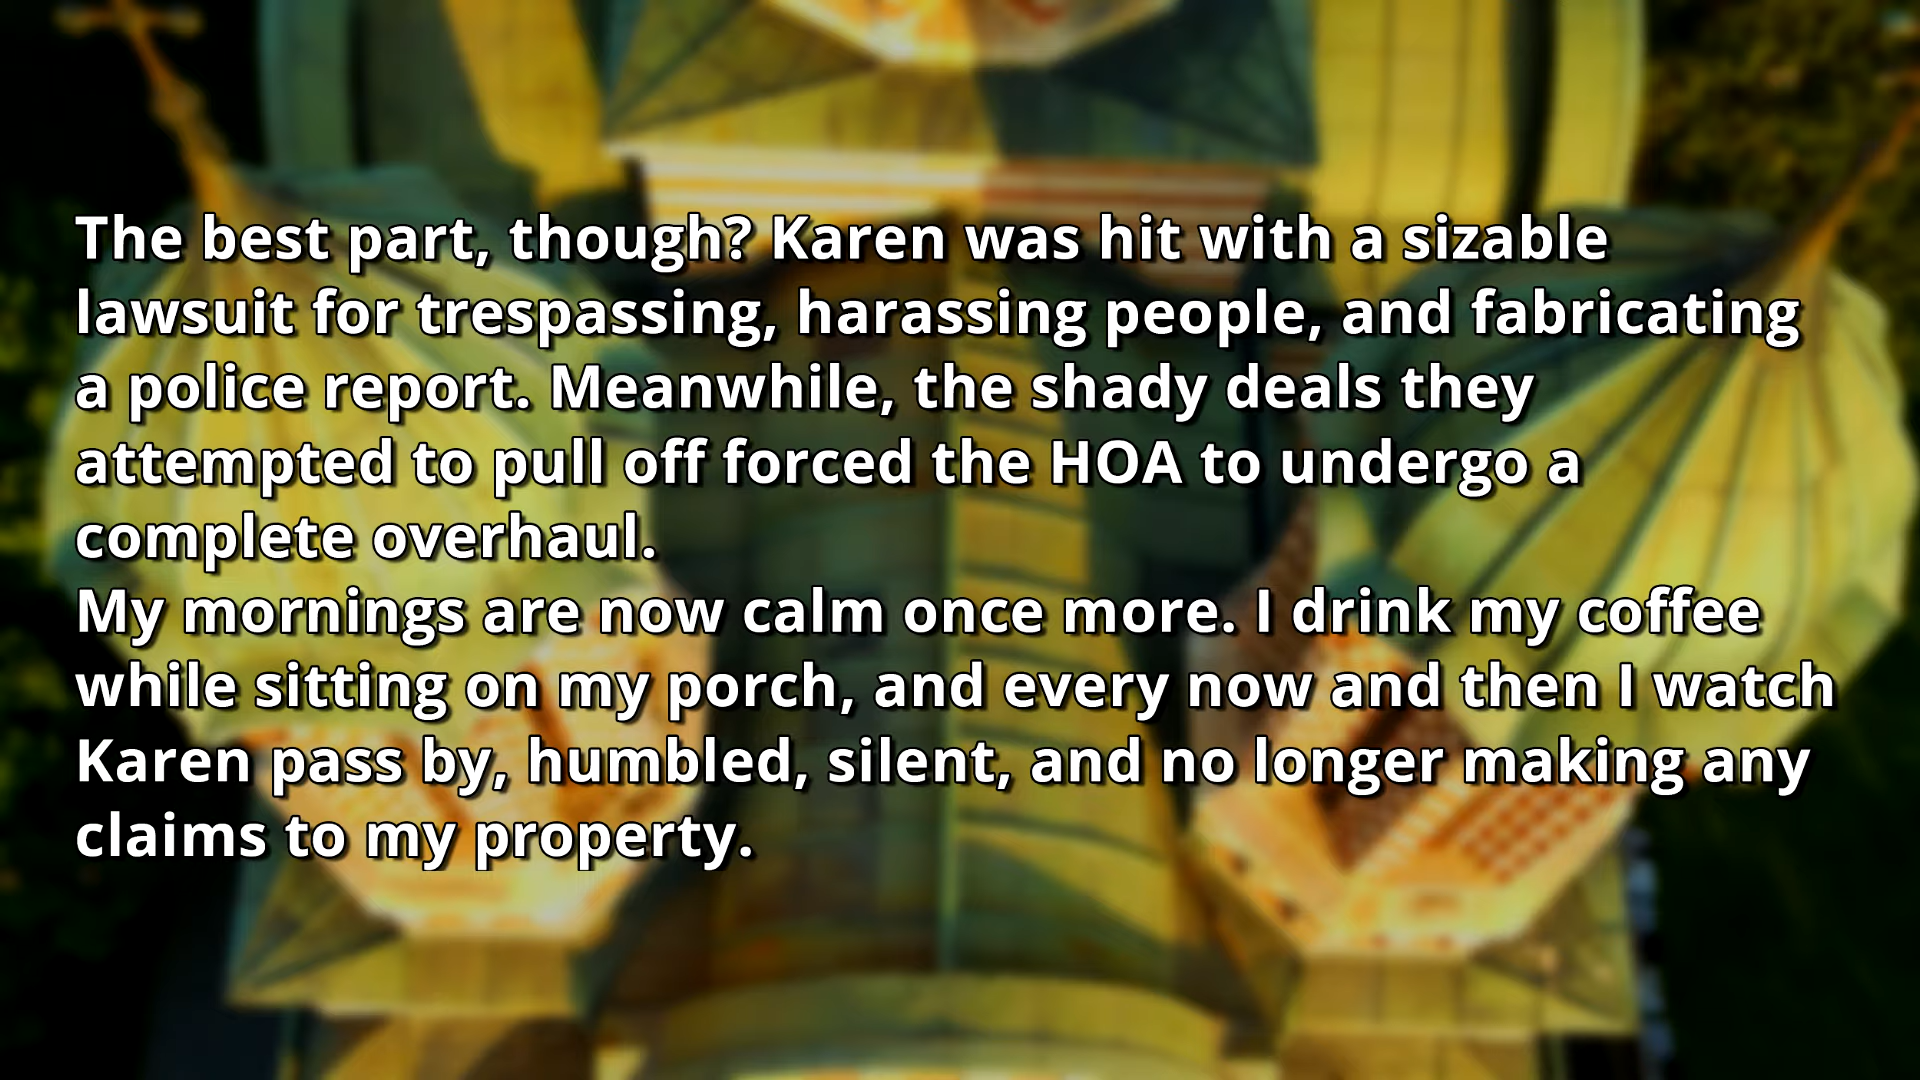 The best part, though? Karen was hit with a sizable
lawsuit for trespassing, harassing people, and fabricating
a police report. Meanwhile, the shady deals they
attempted to pull off forced the HOA to undergo a
complete overhaul.
My mornings are now calm once more. I drink my coffee
while sitting on my porch, and every now and then I watch
Karen pass by, humbled, silent, and no longer making any
claims to my property.